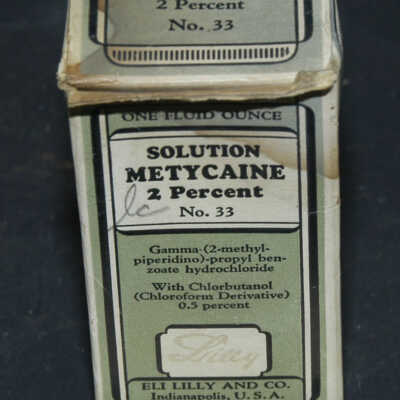 2 Percent
No. 33
ONE FLUID OUNCE
SOLUTION
METYCAINE
2 Percent
No. 33
Gamma-(2-methyl-
piperidino)-propyl ben-
zoate hydrochloride
With Chlorbutanol
(Chloroform Derivative)
0.5 percent
Lilly
ELI LILLY AND CO.
Indianapolis, U. S. A.